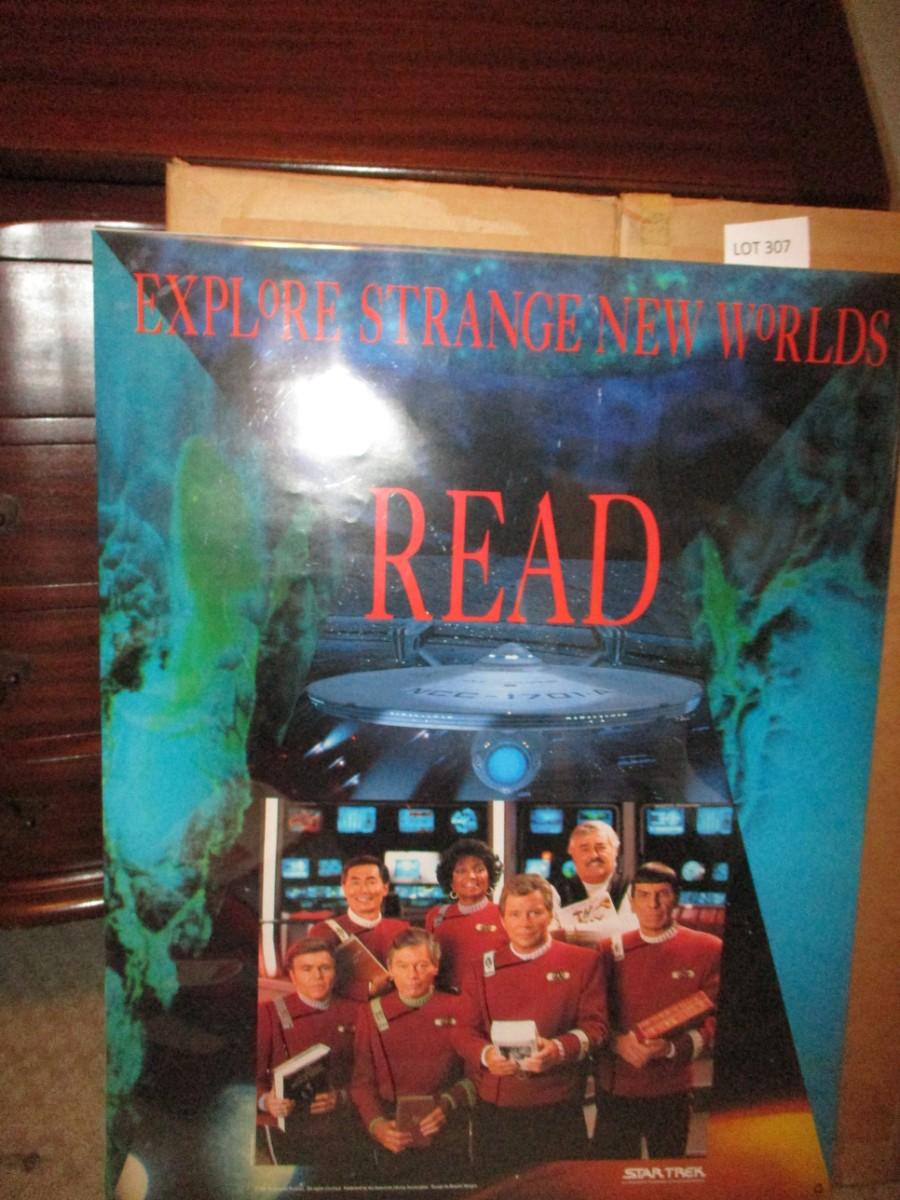 LOT 307
EXPLORE STRANGE NEW WORLDS
READ
NCC-1701-A
STAR TREK